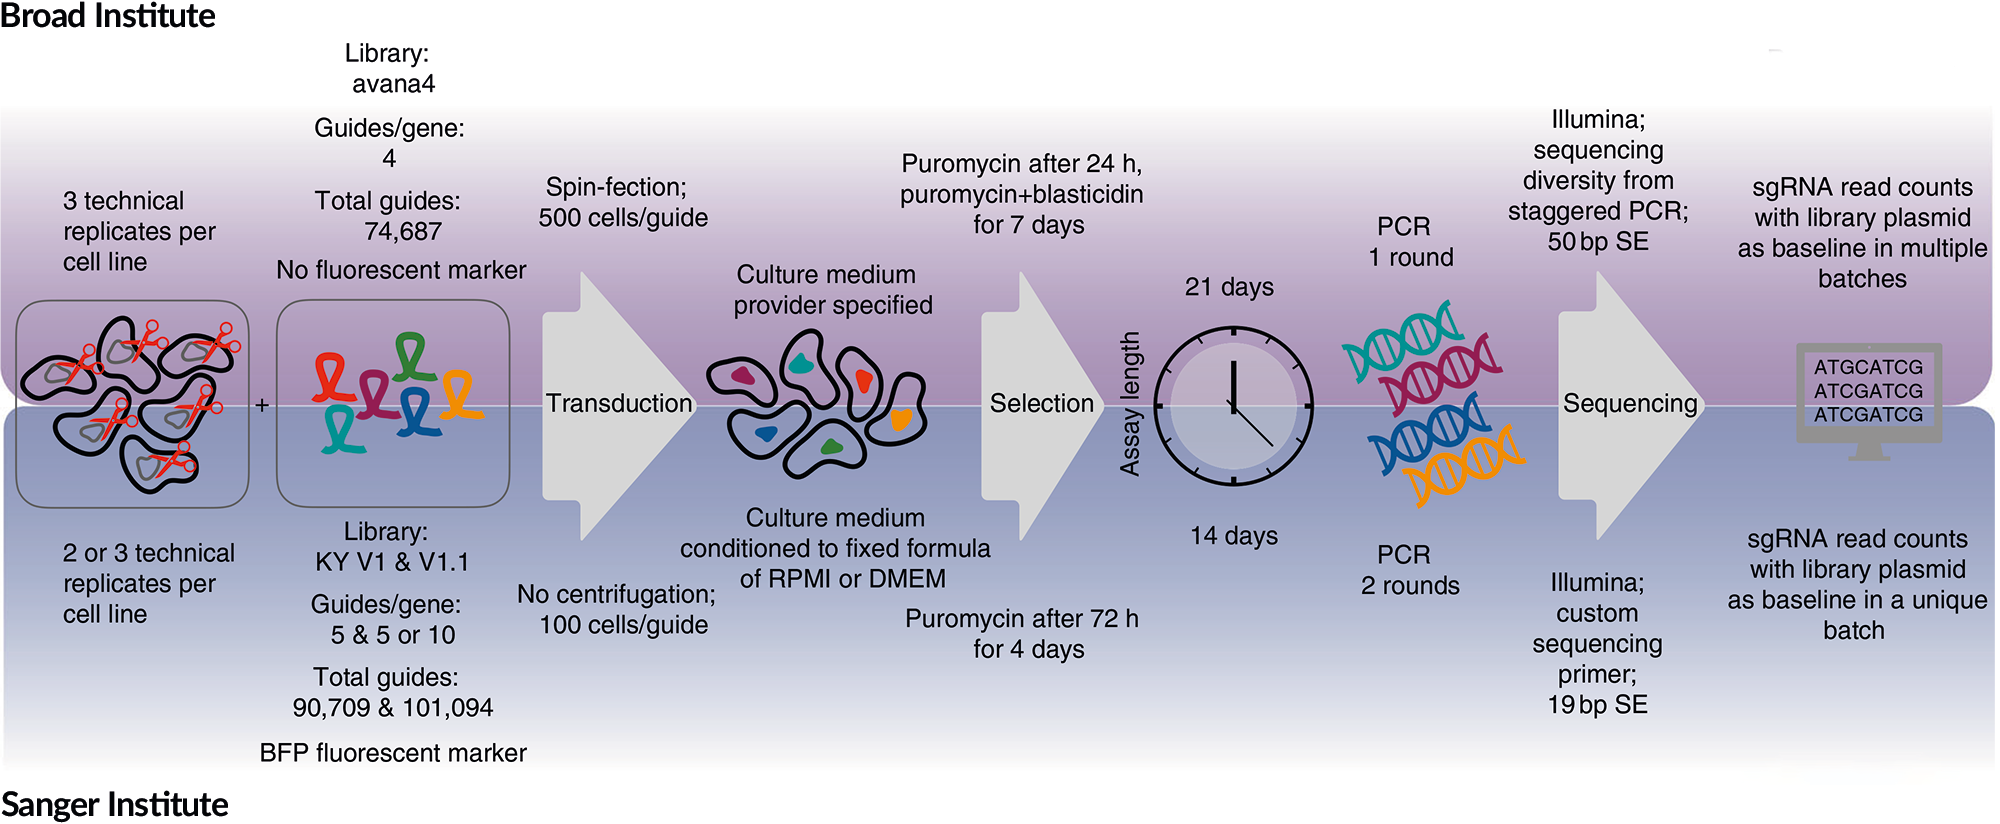 Broad Institute
Library:
avana4
Guides/gene:
4
Total guides:
74,687
No fluorescent marker
3 technical
replicates per
cell line
Spin-fection;
500 cells/guide
Culture medium
provider specified
Puromycin after 24 h,
puromycin+blasticidin
for 7 days
21 days
PCR
1 round
Illumina;
sequencing
diversity from
staggered PCR;
50 bp SE
sgRNA read counts
with library plasmid
as baseline in multiple
batches
+
Transduction
Selection
Assay length
Sequencing
ATGCATCG
ATCGATCG
ATCGATCG
2 or 3 technical
replicates per
cell line
Library:
KY V1 & V1.1
Guides/gene:
5 & 5 or 10
Total guides:
90,709 & 101,094
BFP fluorescent marker
No centrifugation;
100 cells/guide
Culture medium
conditioned to fixed formula
of RPMI or DMEM
Puromycin after 72 h
for 4 days
14 days
PCR
2 rounds
Illumina;
custom
sequencing
primer;
19 bp SE
sgRNA read counts
with library plasmid
as baseline in a unique
batch
Sanger Institute